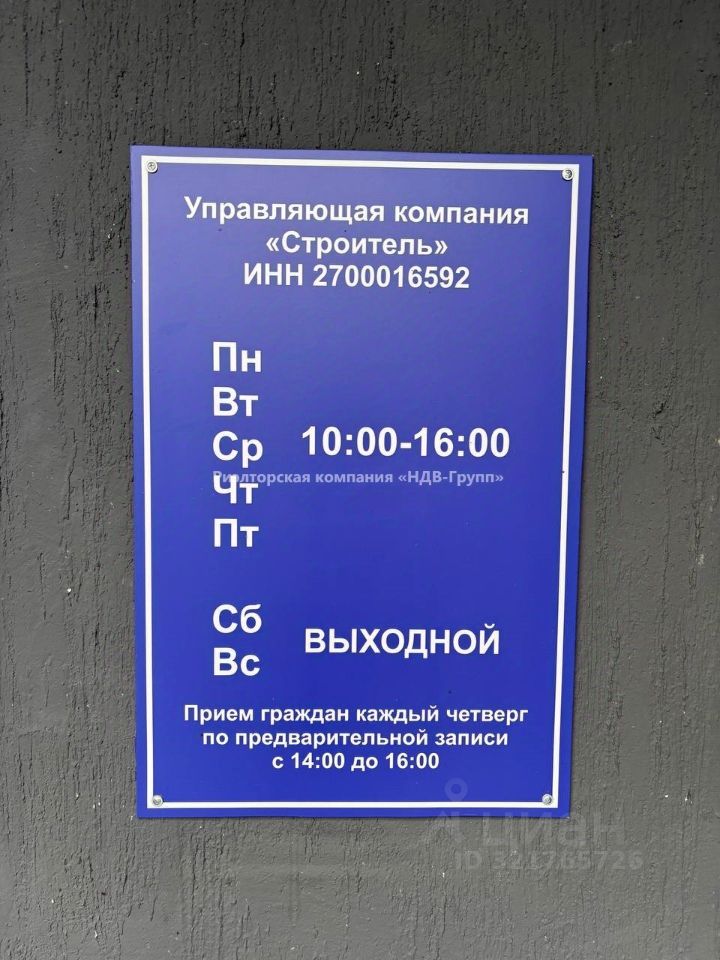 Управляющая компания
«Строитель»
ИНН 2700016592
Пн
Вт
Ср 10:00-16:00
Риэлторская компания «НДВ-Групп»
Чт
Пт
Сб
ВЫХОДНОЙ
Вс
Прием граждан каждый четверг
по предварительной записи
с 14:00 до 16:00
циан
ID 321765726